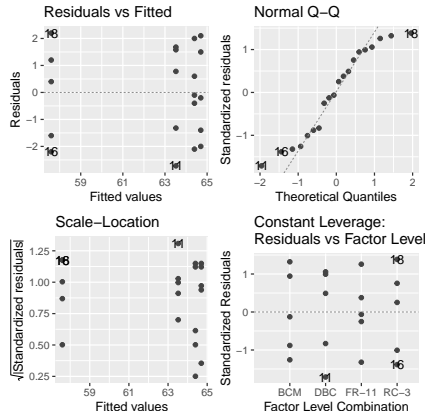 Residuals vs Fitted
18
2
1
0
−1
−2
16
11
59
61
63
65
Fitted values
Residuals
Normal Q−Q
18
1
0
−1
16
11
−2
−1
0
1
2
Theoretical Quantiles
Standardized residuals
Scale−Location
11
18
1.25
1.00
0.75
0.50
0.25
59
61
63
65
Fitted values
√|Standardized residuals|
Constant Leverage:
Residuals vs Factor Level
18
1
0
−1
16
11
BCM
DBC
FR−11
RC−3
Factor Level Combination
Standardized Residuals